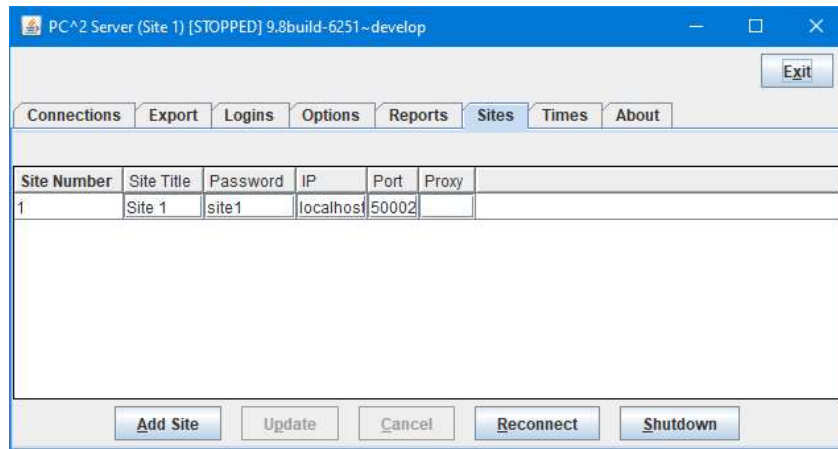 PC^2 Server (Site 1) [STOPPED] 9.8build-6251~develop
Exit
Connections Export Logins Options Reports Sites Times About
Site Number Site Title Password IP Port Proxy
1 Site 1 site1 localhost 50002
Add Site Update Cancel Reconnect Shutdown